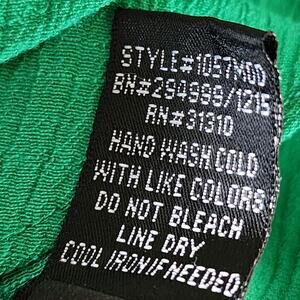 STYLE#1057MOD
BN#254999/1215
RN#31310
HAND WASH COLD
WITH LIKE COLORS
DO NOT BLEACH
LINE DRY
COOL IRON IF NEEDED